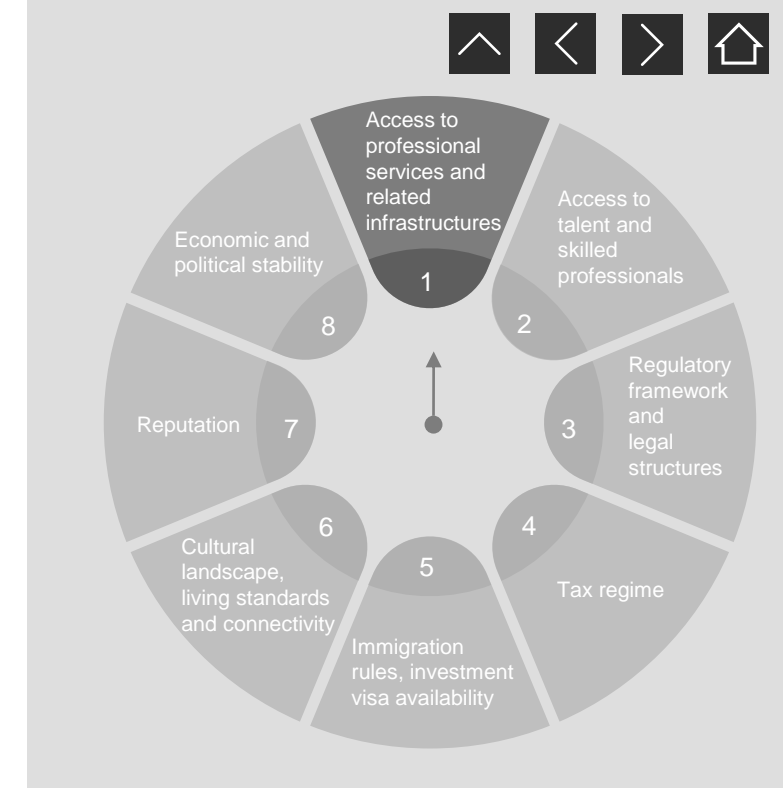 Access to
professional
services and
related
infrastructures
1
Access to
talent and
skilled
professionals
2
Regulatory
framework
and
legal
structures
3
Tax regime
4
Immigration
rules, investment
visa availability
5
Cultural
landscape,
living standards
and connectivity
6
Reputation
7
Economic and
political stability
8